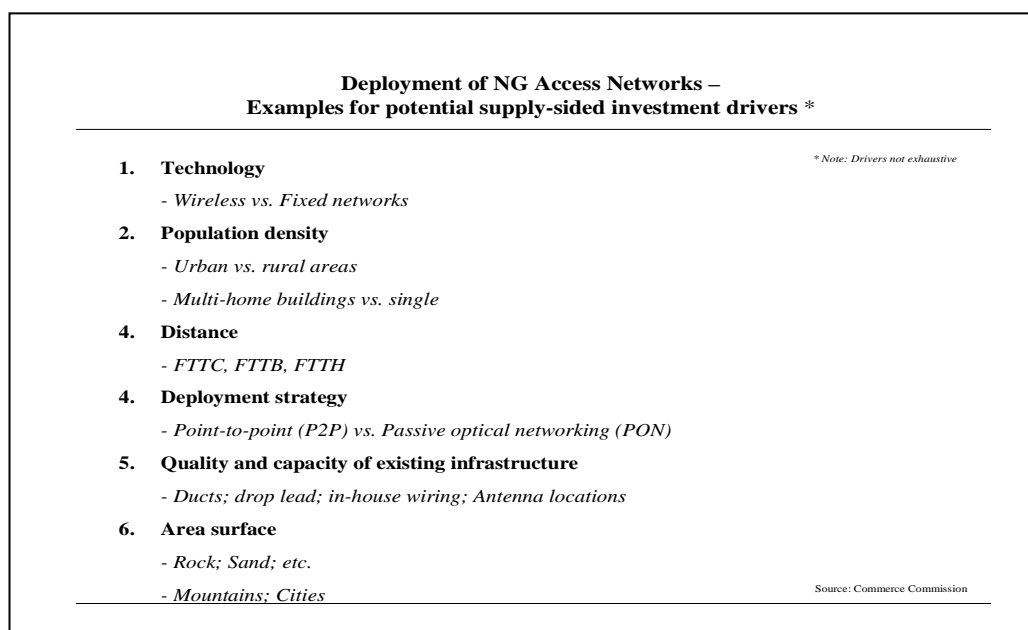 Deployment of NG Access Networks –
Examples for potential supply-sided investment drivers *
* Note: Drivers not exhaustive
1. Technology
- Wireless vs. Fixed networks
2. Population density
- Urban vs. rural areas
- Multi-home buildings vs. single
4. Distance
- FTTC, FTTB, FTTH
4. Deployment strategy
- Point-to-point (P2P) vs. Passive optical networking (PON)
5. Quality and capacity of existing infrastructure
- Ducts; drop lead; in-house wiring; Antenna locations
6. Area surface
- Rock; Sand; etc.
- Mountains; Cities
Source: Commerce Commission